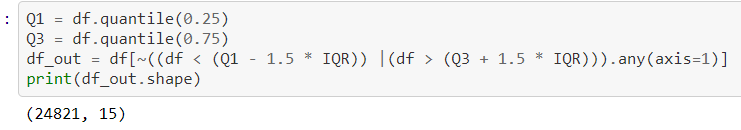 :
Q1 = df.quantile(0.25)
Q3 = df.quantile(0.75)
df_out = df[~((df < (Q1 - 1.5 * IQR)) |(df > (Q3 + 1.5 * IQR))).any(axis=1)]
print(df_out.shape)
(24821, 15)